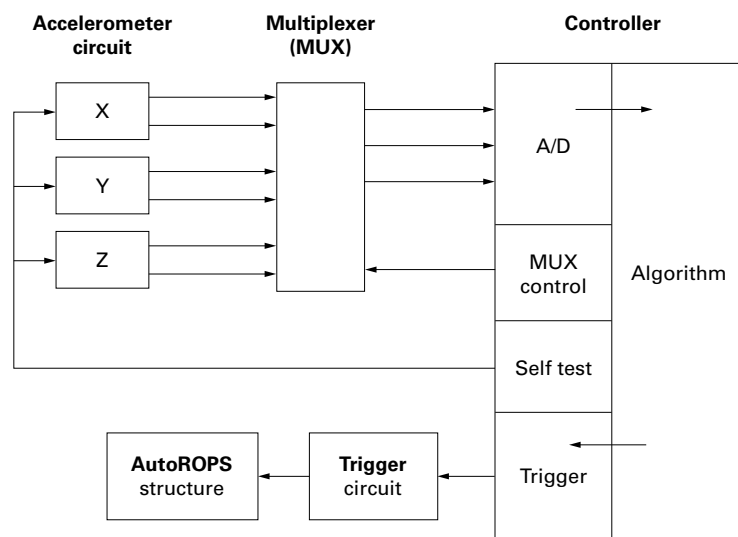 Accelerometer
circuit
Multiplexer
(MUX)
Controller
X
Y
Z
A/D
MUX
control
Algorithm
Self test
Trigger
Trigger
circuit
AutoROPS
structure